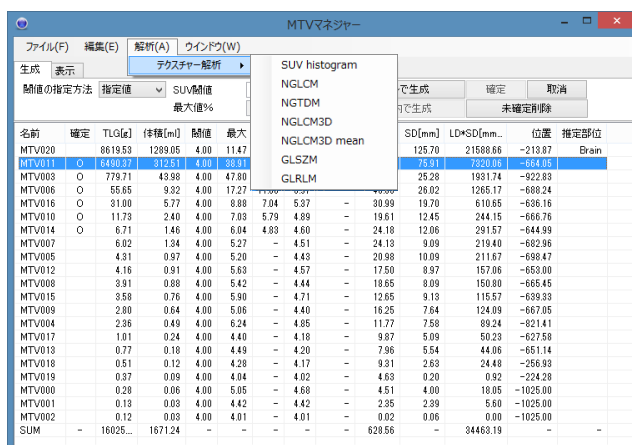 MTVマネジャー
ファイル(F) 編集(E) 解析(A) ウインドウ(W)
テクスチャー解析
SUV histogram
NGLCM
NGTDM
NGLCM3D
NGLCM3D mean
GLSZM
GLRLM
生成 表示
閾値の指定方法 指定値 SUV閾値 で生成 確定 取消
最大値% で生成 未確定削除
名前 確定 TLG[g] 体積[ml] 閾値 最大 SD[mm] LD*SD[mm... 位置 推定部位
MTV020 8619.53 1289.05 4.00 11.47 125.70 21588.66 -213.87 Brain
MTV011 O 6490.37 312.51 4.00 38.91 75.91 7320.06 -664.05
MTV003 O 779.71 43.98 4.00 47.80 25.28 1931.74 -922.83
MTV006 O 55.65 9.32 4.00 17.27 26.02 1265.17 -688.24
MTV016 O 31.00 5.77 4.00 8.88 7.04 5.37 - 30.99 19.70 610.65 -636.16
MTV010 O 11.73 2.40 4.00 7.03 5.79 4.89 - 19.61 12.45 244.15 -666.76
MTV014 O 6.71 1.46 4.00 6.04 4.83 4.60 - 24.18 12.06 291.57 -644.99
MTV007 6.02 1.34 4.00 5.27 - 4.51 - 24.13 9.09 219.40 -682.96
MTV005 4.31 0.97 4.00 5.20 - 4.43 - 20.98 10.09 211.67 -698.47
MTV012 4.16 0.91 4.00 5.63 - 4.57 - 17.50 8.97 157.06 -653.00
MTV008 3.91 0.88 4.00 5.42 - 4.44 - 18.65 8.09 150.80 -665.45
MTV015 3.58 0.76 4.00 5.90 - 4.71 - 12.65 9.13 115.57 -639.33
MTV009 2.80 0.64 4.00 5.06 - 4.40 - 16.25 7.64 124.09 -667.05
MTV004 2.36 0.49 4.00 6.24 - 4.85 - 11.77 7.58 89.24 -821.41
MTV017 1.01 0.24 4.00 4.40 - 4.18 - 9.87 5.09 50.23 -627.58
MTV013 0.77 0.18 4.00 4.49 - 4.20 - 7.96 5.54 44.06 -651.14
MTV018 0.51 0.12 4.00 4.28 - 4.17 - 9.31 2.63 24.48 -256.93
MTV019 0.37 0.09 4.00 4.04 - 4.02 - 4.63 0.20 0.92 -224.28
MTV000 0.28 0.06 4.00 5.05 - 4.68 - 4.51 4.00 18.05 -1025.00
MTV001 0.13 0.03 4.00 4.42 - 4.42 - 2.35 2.39 5.60 -1025.00
MTV002 0.12 0.03 4.00 4.01 - 4.01 - 0.02 0.06 0.00 -1025.00
SUM - 16025... 1671.24 - - - - - 628.56 - 34463.19 - -